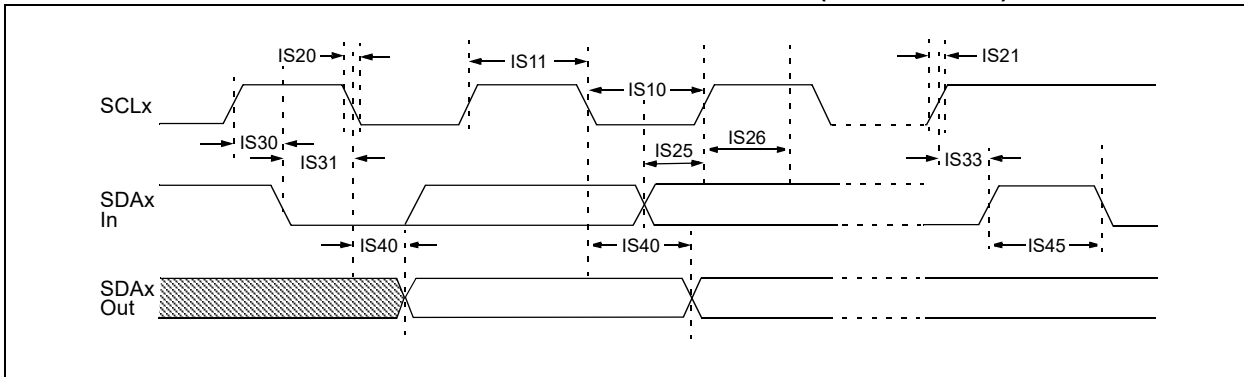 IS20
IS11
IS21
IS10
SCLx
IS30
IS31
IS25
IS26
IS33
SDAx
In
IS40
IS40
IS45
SDAx
Out